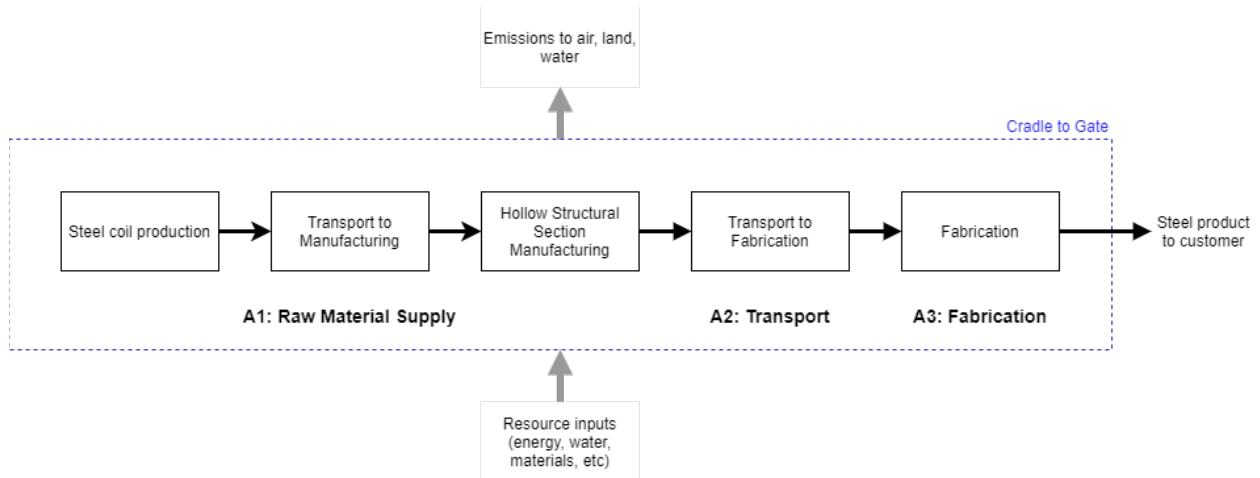 Emissions to air, land,
water
Cradle to Gate
Steel coil production
Transport to
Manufacturing
Hollow Structural
Section
Manufacturing
Transport to
Fabrication
Fabrication
Steel product
to customer
A1: Raw Material Supply
A2: Transport
A3: Fabrication
Resource inputs
(energy, water,
materials, etc)